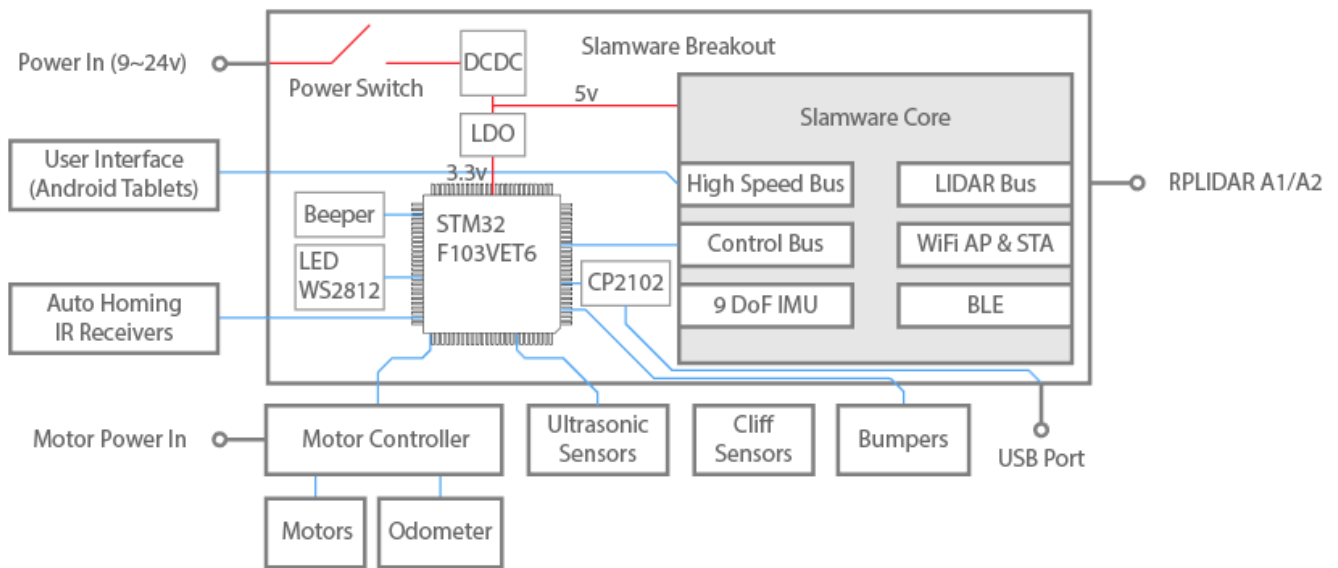 Slamware Breakout
Power In (9~24v)
Power Switch
DCDC
5v
LDO
3.3v
Slamware Core
User Interface
(Android Tablets)
High Speed Bus
LIDAR Bus
RPLIDAR A1/A2
Beeper
STM32
F103VET6
Control Bus
WiFi AP & STA
LED
WS2812
CP2102
9 DoF IMU
BLE
Auto Homing
IR Receivers
Motor Power In
Motor Controller
Ultrasonic
Sensors
Cliff
Sensors
Bumpers
USB Port
Motors
Odometer